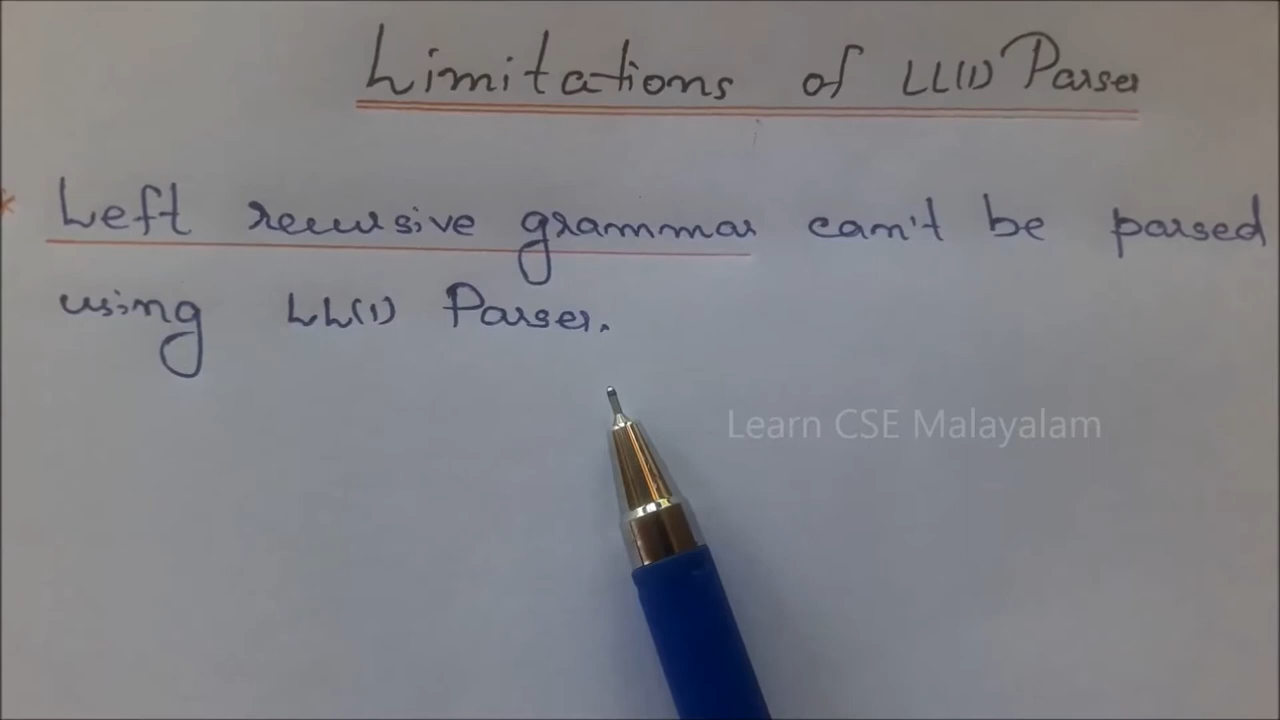 Limitations of LL(1) Parser
* Left recursive grammar can't be parsed
using LL(1) Parser.
Learn CSE Malayalam